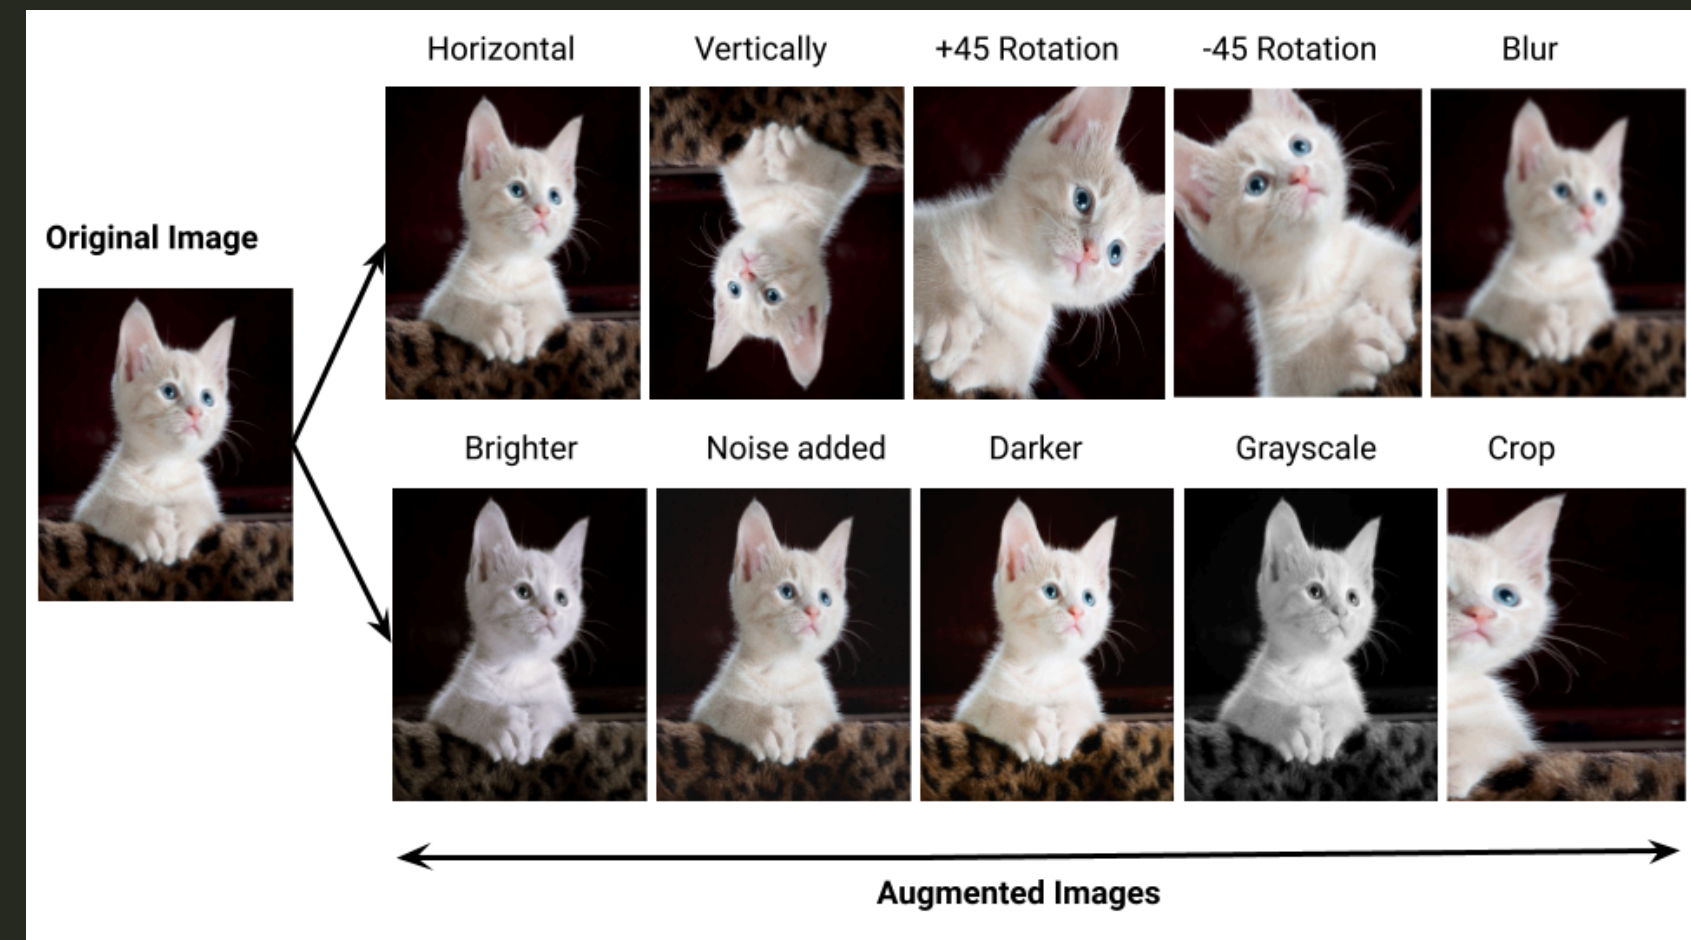 Horizontal
Vertically
+45 Rotation
-45 Rotation
Blur
Original Image
Brighter
Noise added
Darker
Grayscale
Crop
Augmented Images